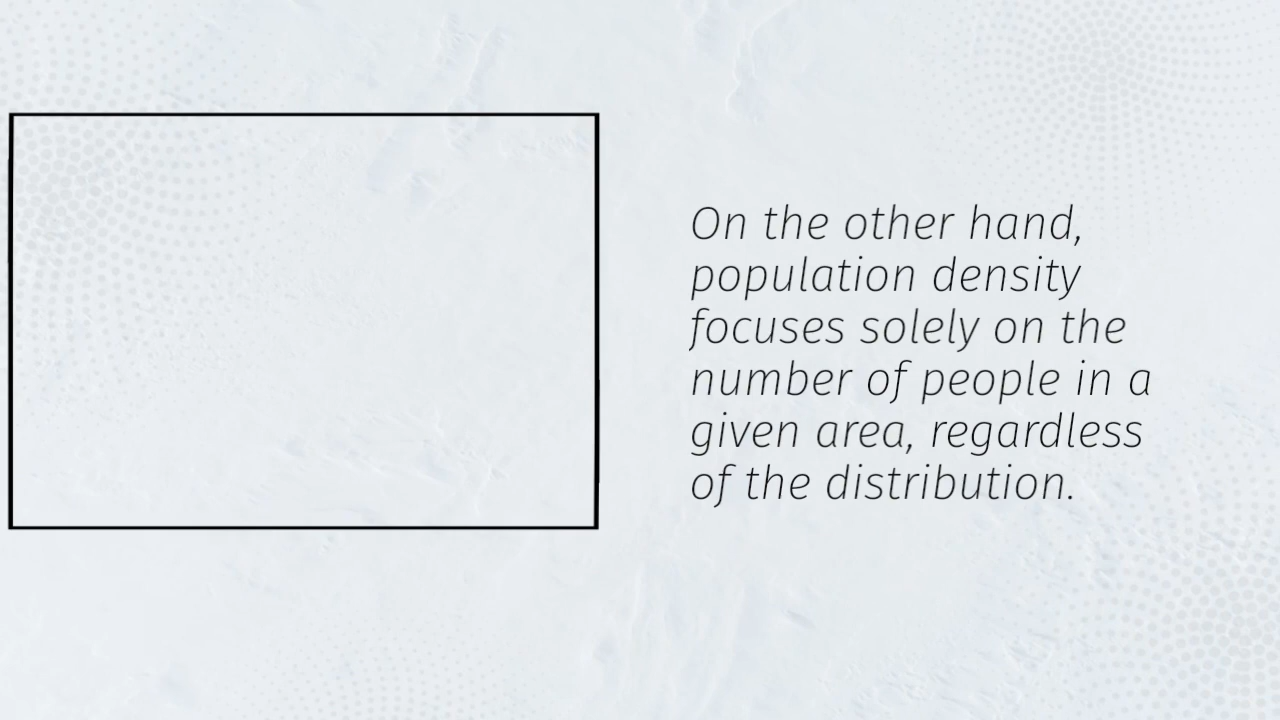 On the other hand,
population density
focuses solely on the
number of people in a
given area, regardless
of the distribution.